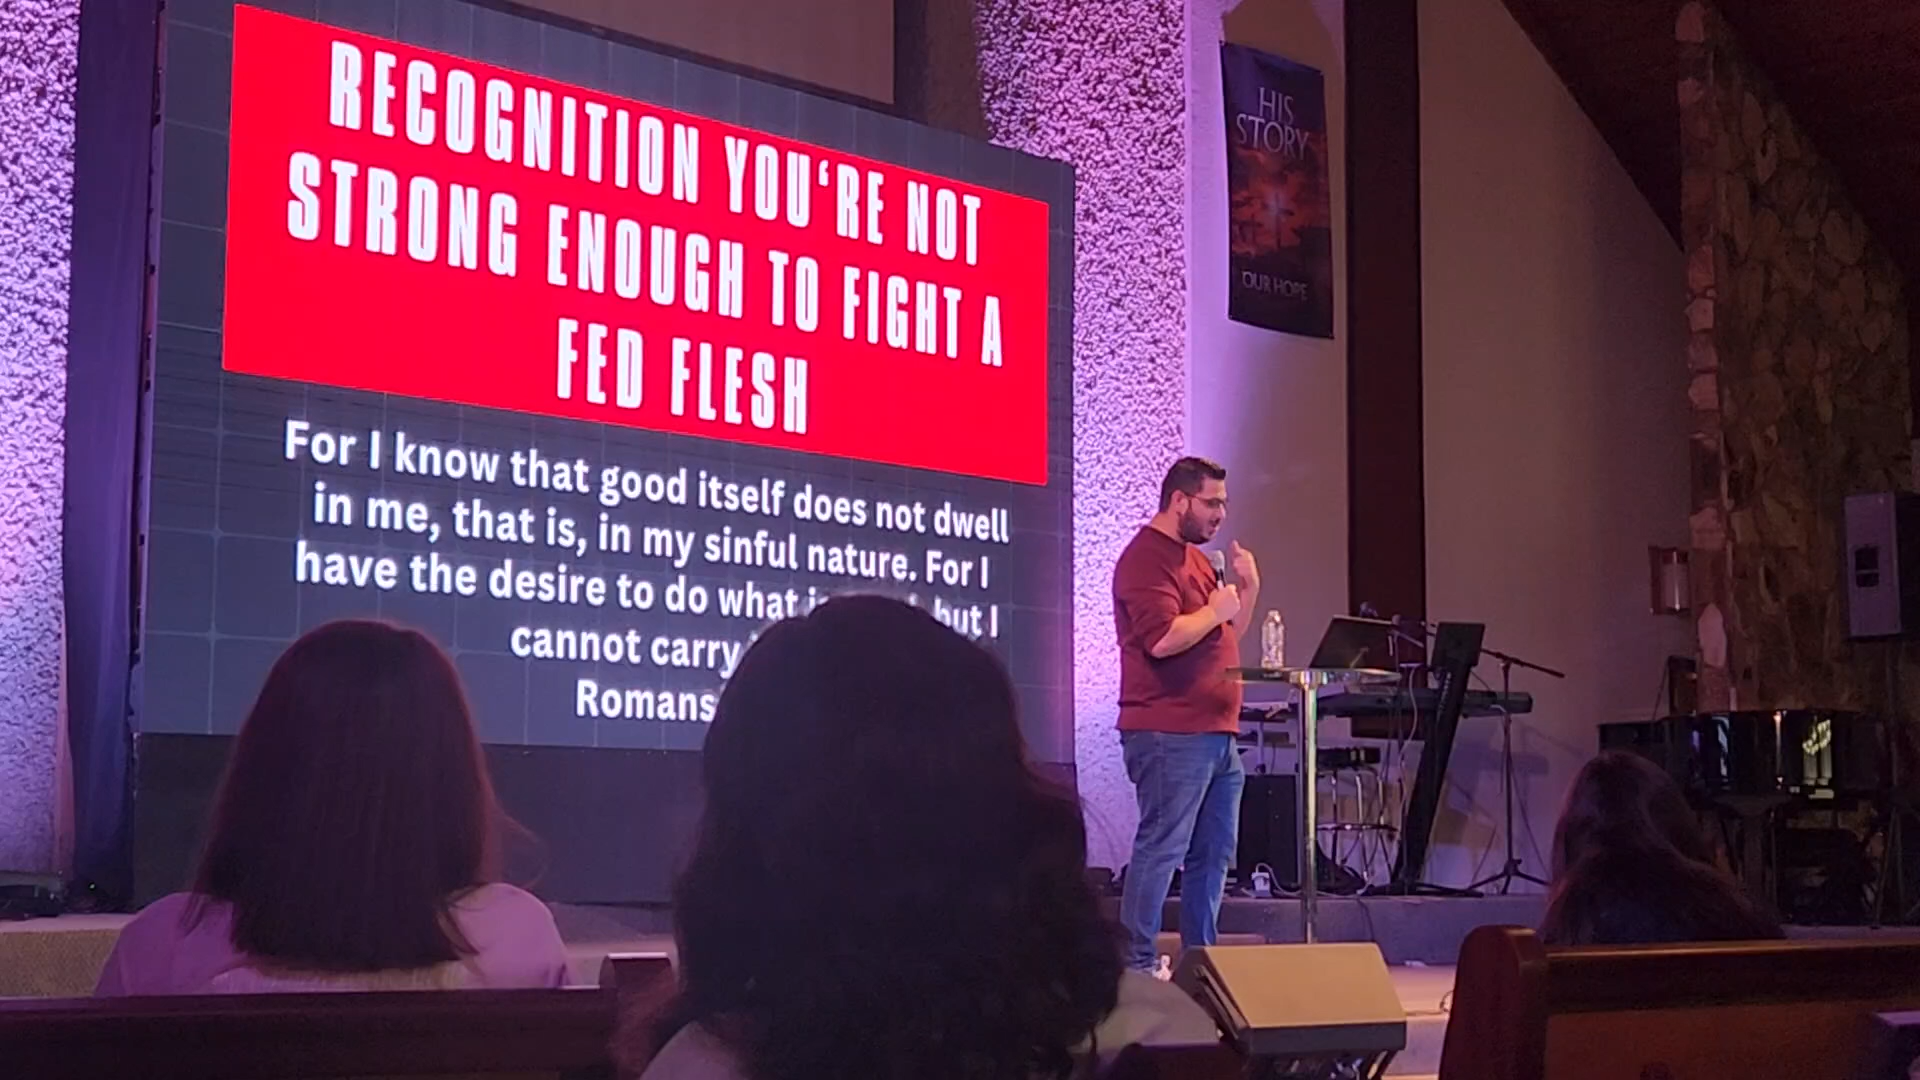 RECOGNITION YOU'RE NOT
STRONG ENOUGH TO FIGHT A
FED FLESH
For I know that good itself does not dwell
in me, that is, in my sinful nature. For I
have the desire to do what but I
cannot carry
Romans
HIS
STORY
OUR HOPE